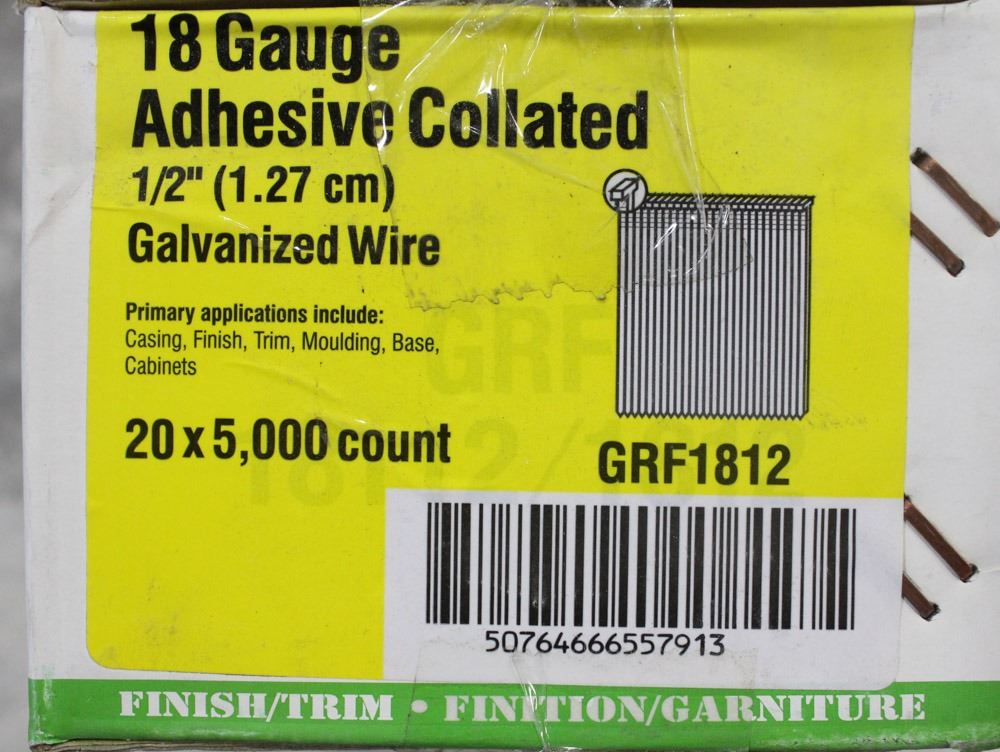 18 Gauge
Adhesive Collated
1/2" (1.27 cm)
Galvanized Wire
Primary applications include:
Casing, Finish, Trim, Moulding, Base,
Cabinets
20 x 5,000 count
GRF
GRF1812
50764666557913
FINISH/TRIM • FINITION/GARNITURE